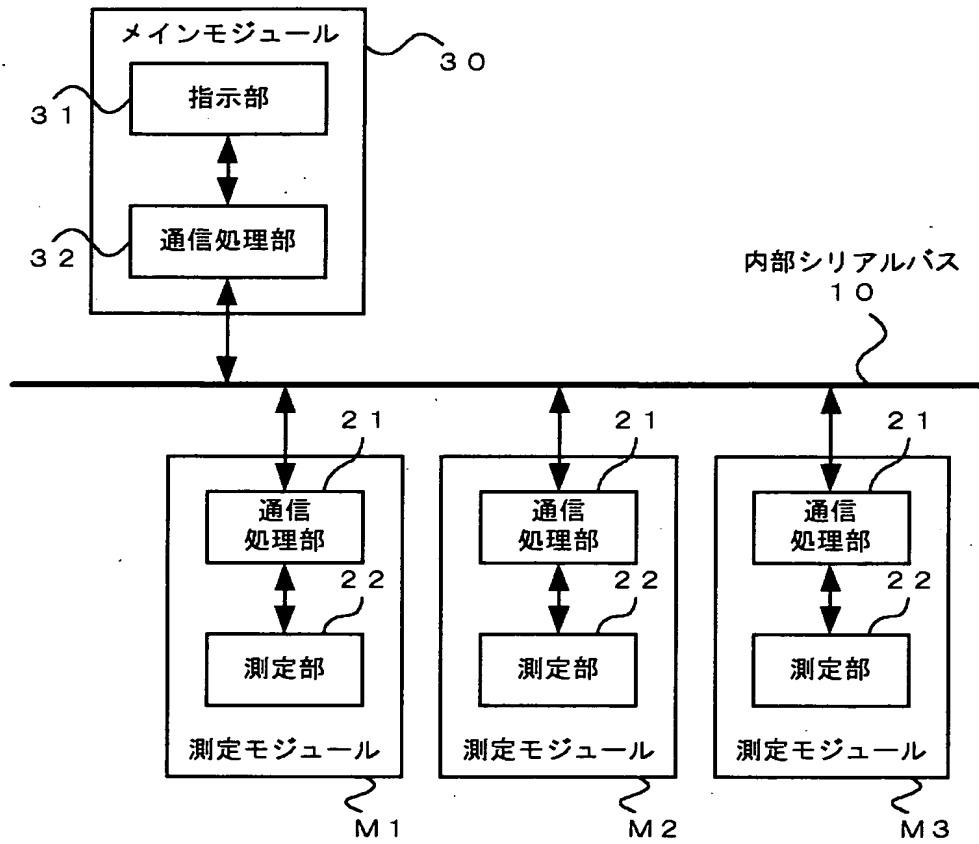 メインモジュール
３０
指示部
３１
通信処理部
３２
内部シリアルバス
１０
２１
２１
２１
通信
処理部
通信
処理部
通信
処理部
２２
２２
２２
測定部
測定部
測定部
測定モジュール
測定モジュール
測定モジュール
Ｍ１
Ｍ２
Ｍ３